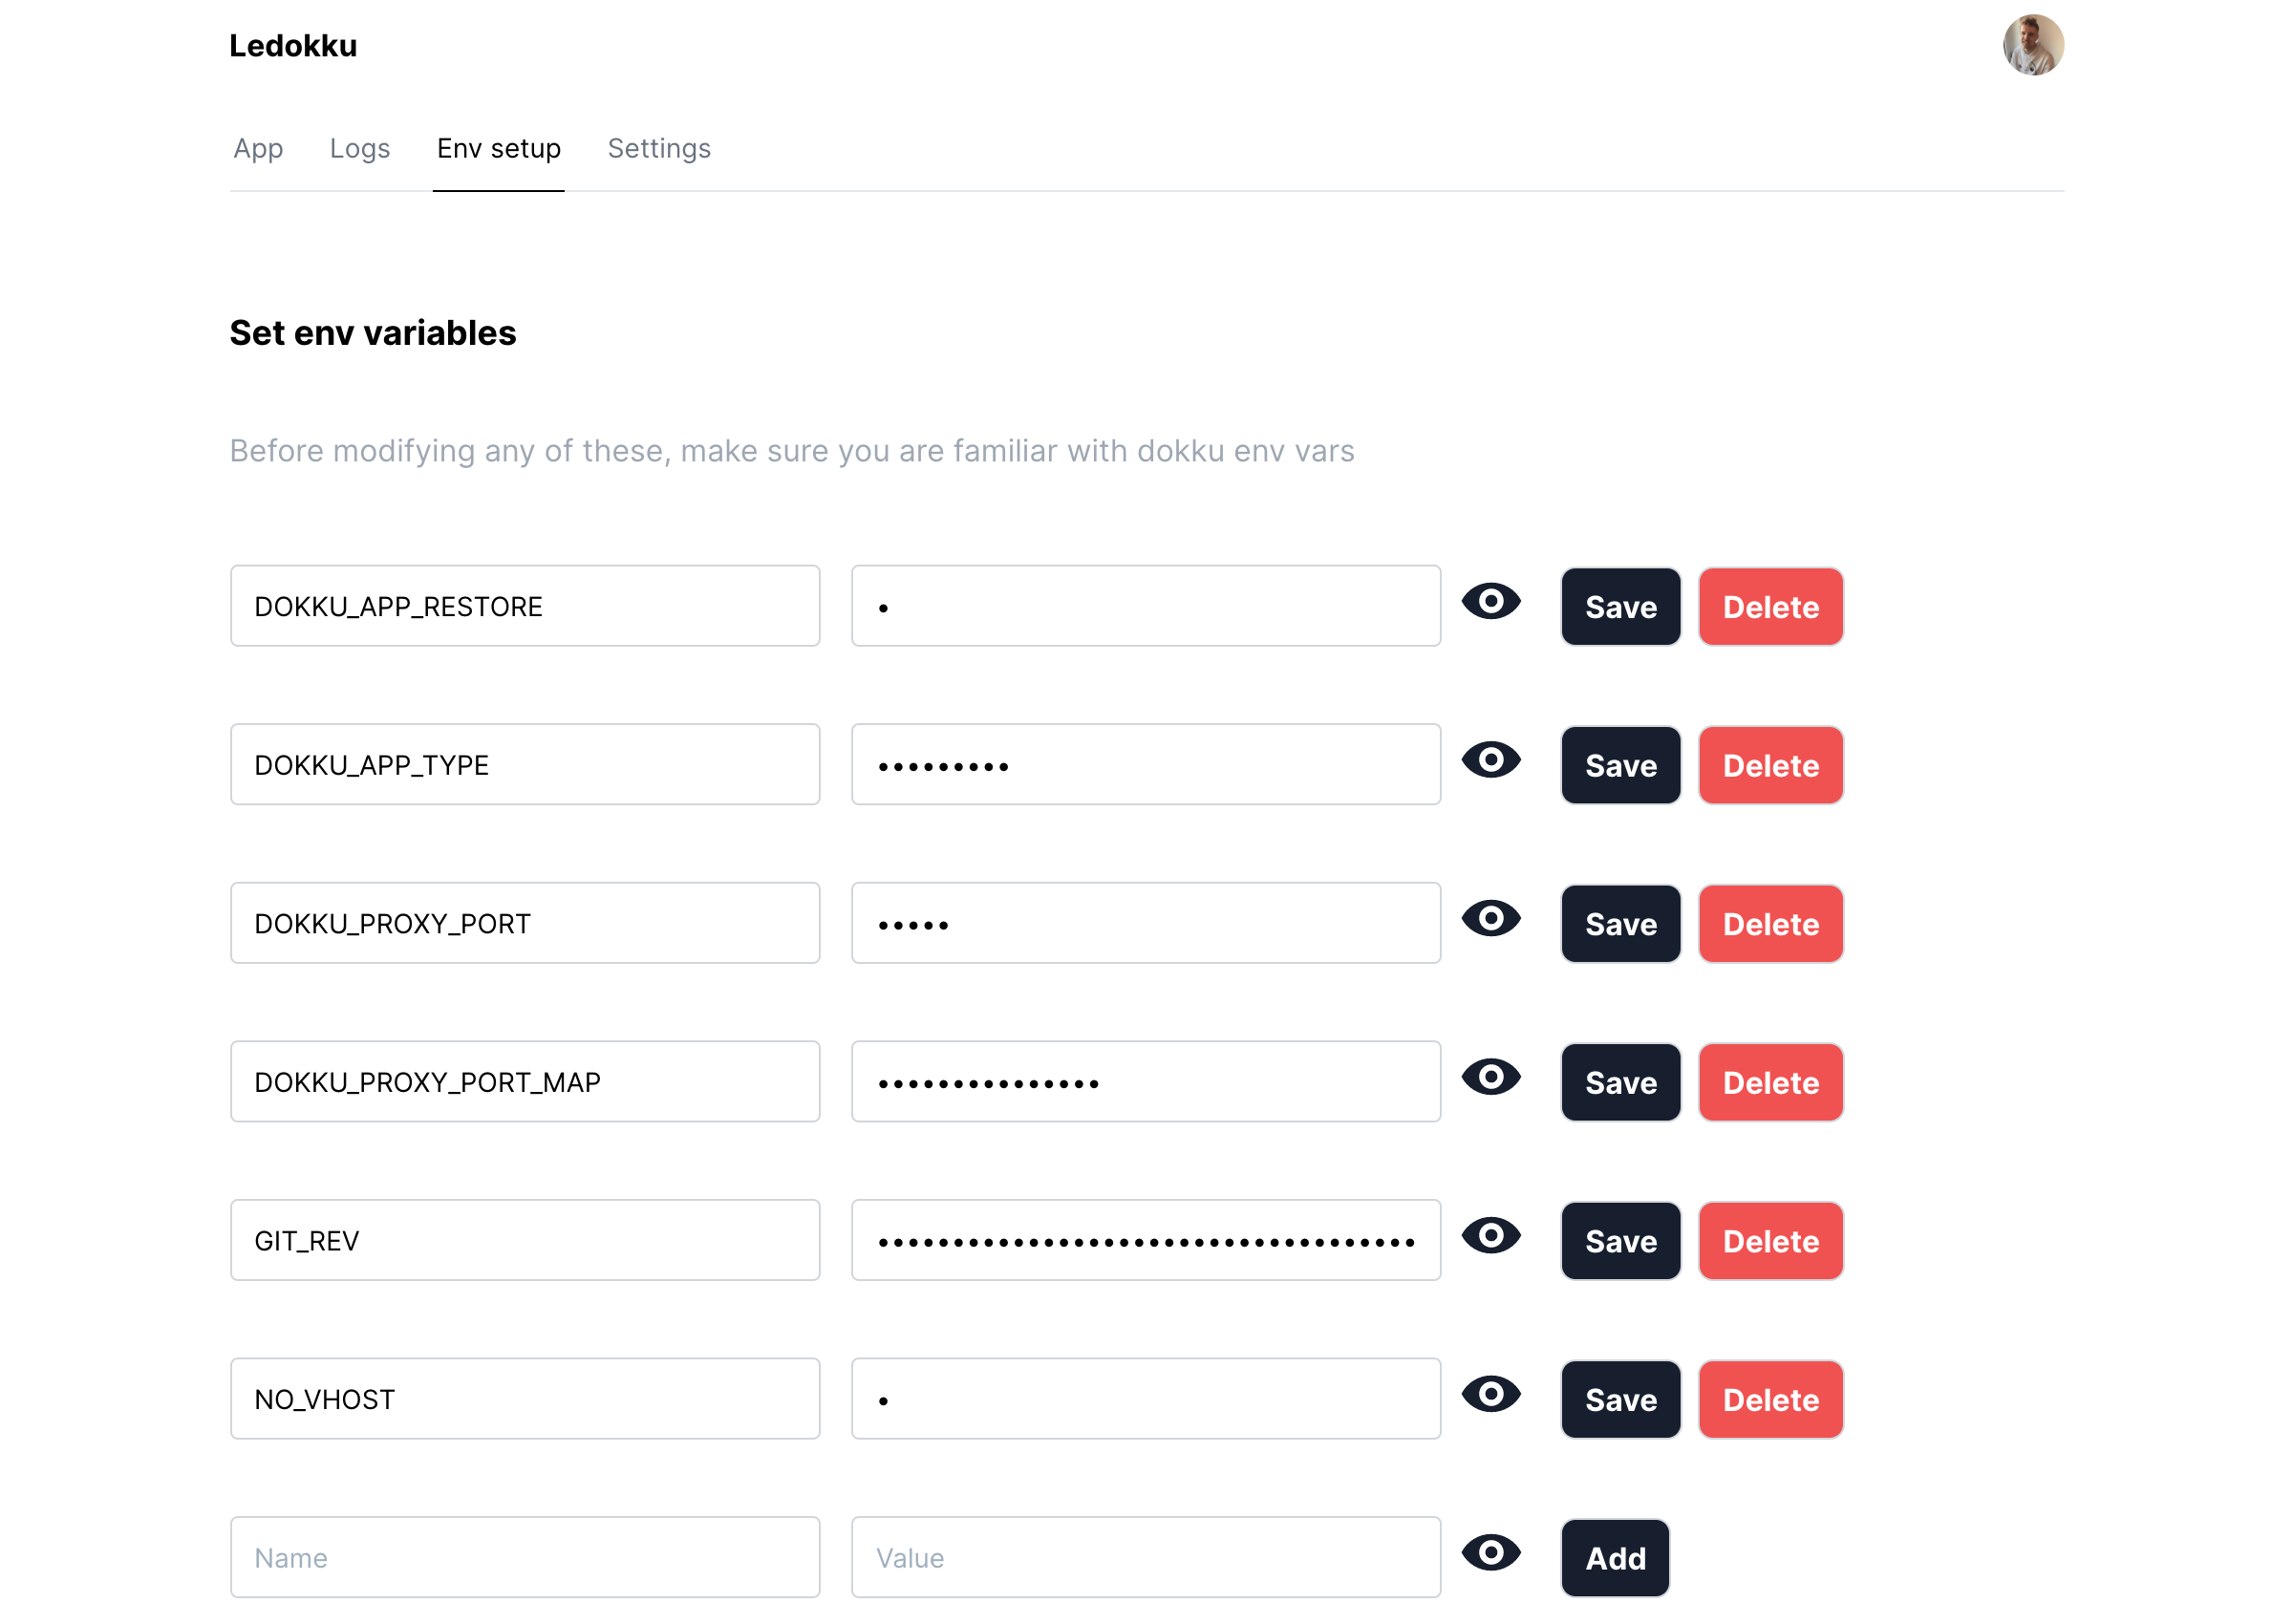 Ledokku
App Logs Env setup Settings
Set env variables
Before modifying any of these, make sure you are familiar with dokku env vars
DOKKU_APP_RESTORE • Save Delete
DOKKU_APP_TYPE ••••••••• Save Delete
DOKKU_PROXY_PORT ••••• Save Delete
DOKKU_PROXY_PORT_MAP ••••••••••••••• Save Delete
GIT_REV •••••••••••••••••••••••••••••••••••• Save Delete
NO_VHOST • Save Delete
Name Value Add